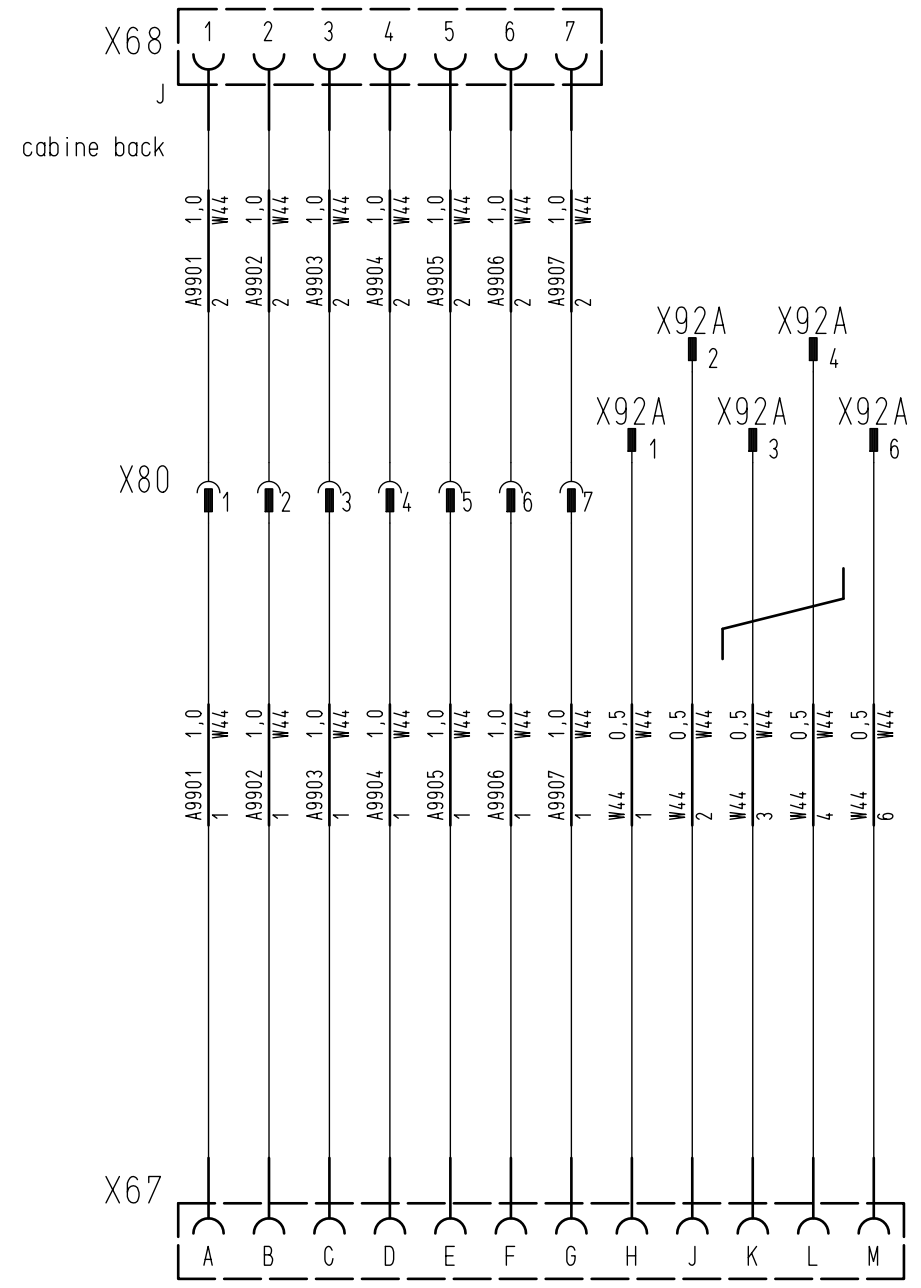 X68
1 2 3 4 5 6 7
J
cabine back
A9901 1,0
2 W44
A9902 1,0
2 W44
A9903 1,0
2 W44
A9904 1,0
2 W44
A9905 1,0
2 W44
A9906 1,0
2 W44
A9907 1,0
2 W44
X92A
2
X92A
4
X92A
1
X92A
3
X92A
6
X80
1 2 3 4 5 6 7
A9901 1,0
1 W44
A9902 1,0
1 W44
A9903 1,0
1 W44
A9904 1,0
1 W44
A9905 1,0
1 W44
A9906 1,0
1 W44
A9907 1,0
1 W44
W44 0,5
1 W44
W44 0,5
2 W44
W44 0,5
3 W44
W44 0,5
4 W44
W44 0,5
6 W44
X67
A B C D E F G H J K L M